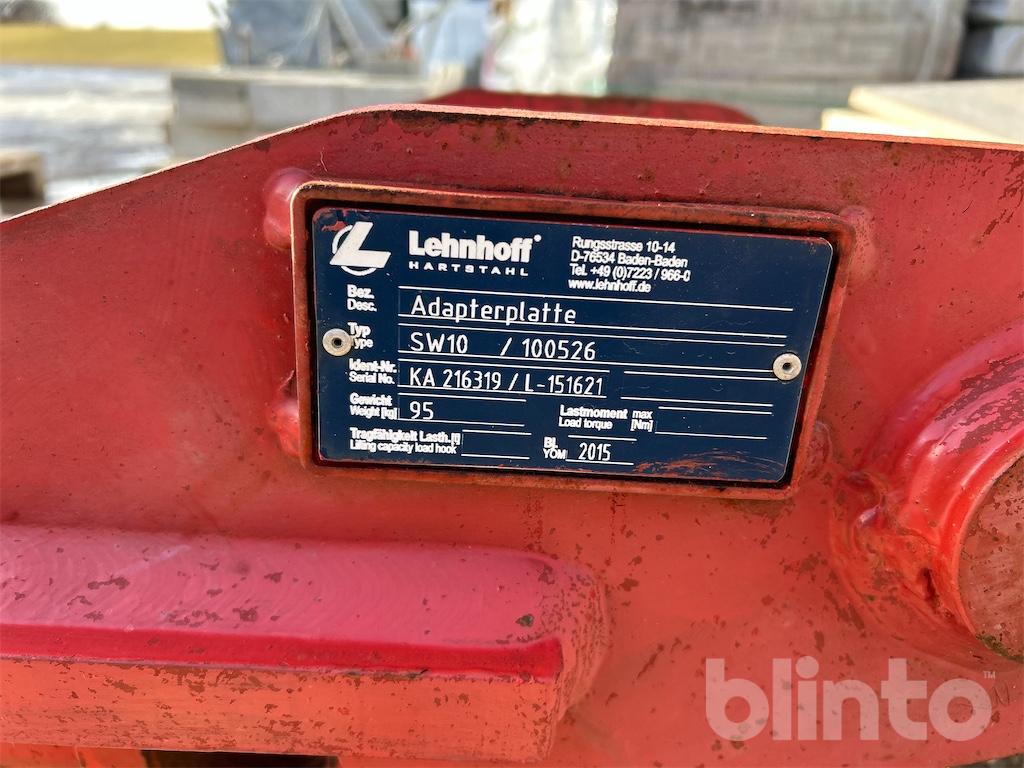 Lehnhoff®
HARTSTAHL
Rungsstrasse 10-14
D-76534 Baden-Baden
Tel. +49 (0)7223 / 966-0
www.lehnhoff.de
Bez.
Desc.
Adapterplatte
Typ
Type
SW10 / 100526
Ident-Nr.
Serial No.
KA 216319 / L-151621
Gewicht
Weight [kg]
95
Lastmoment max
Load torque [Nm]
Tragfähigkeit Lasth.[t]
Lifting capacity load hook
BJ.
YOM
2015
blinto™